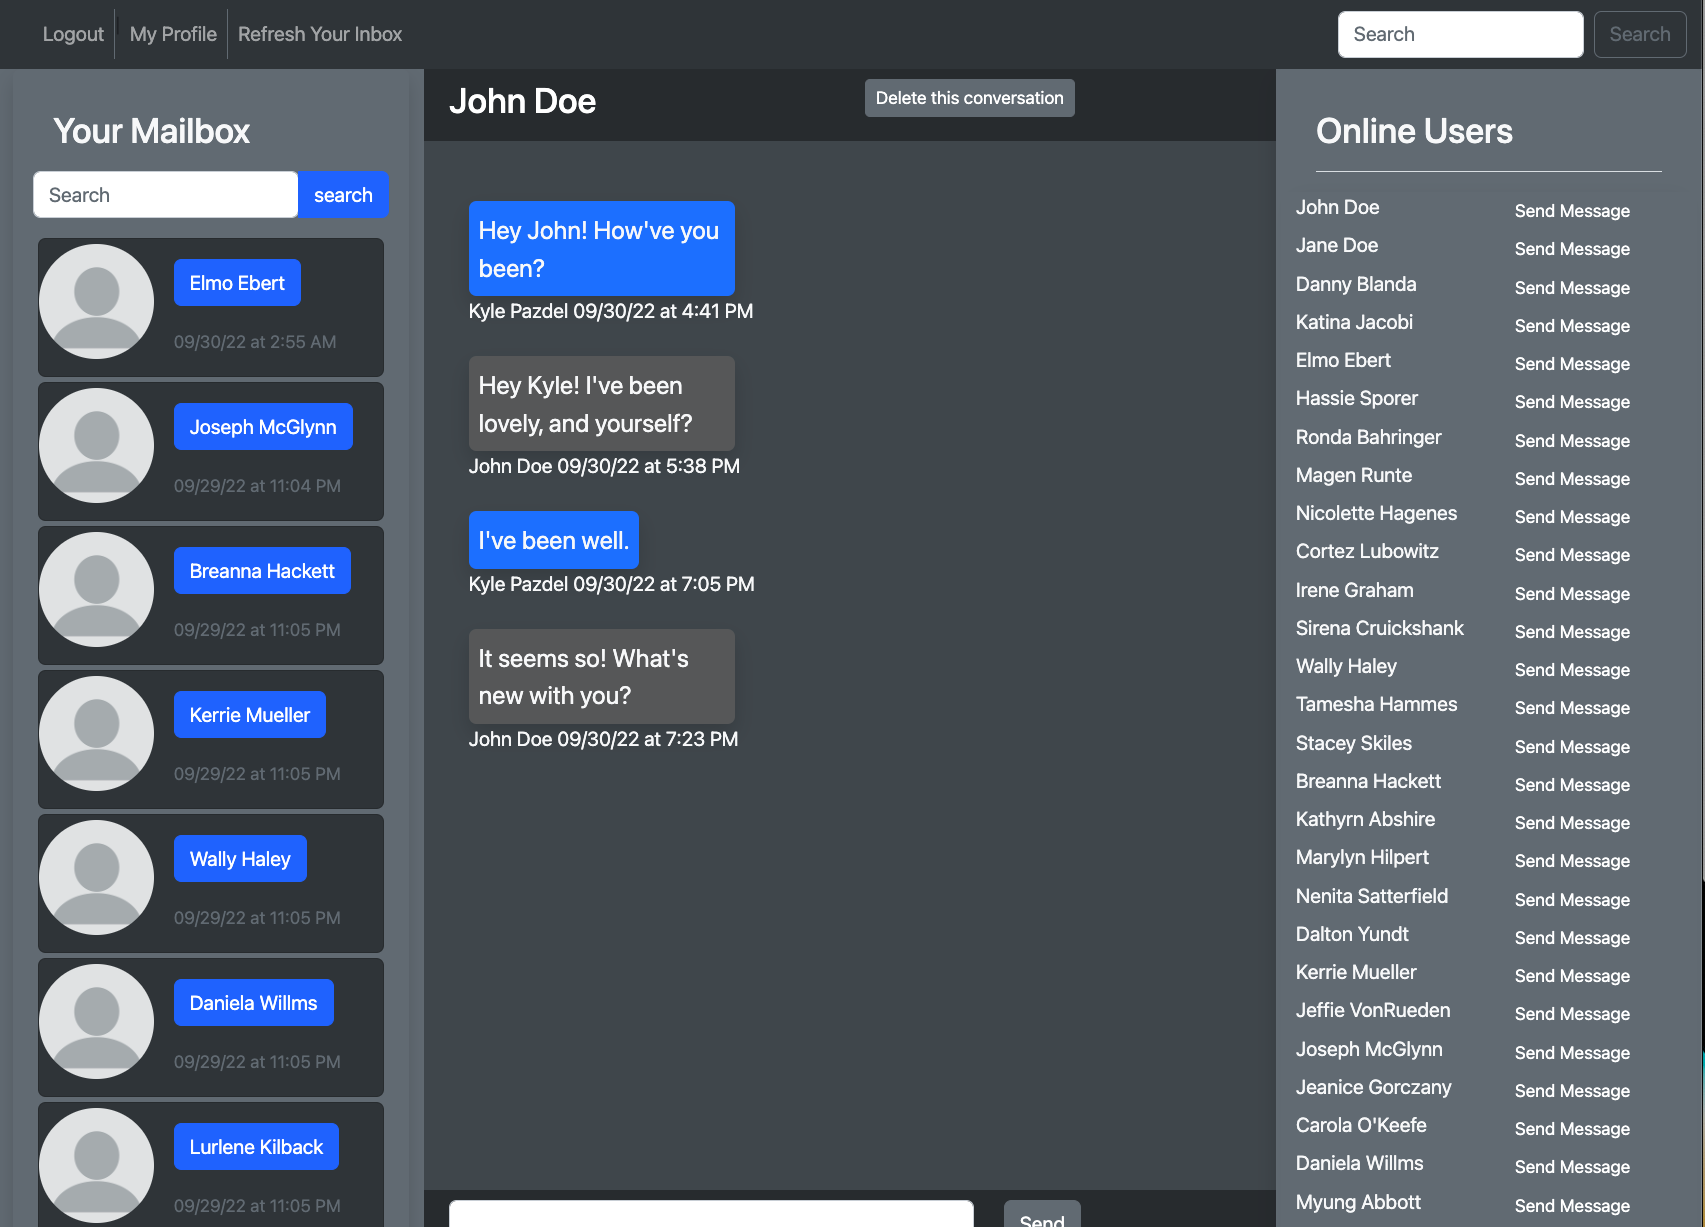 Logout
My Profile
Refresh Your Inbox
Search
Search
Your Mailbox
Search
search
Elmo Ebert
09/30/22 at 2:55 AM
Joseph McGlynn
09/29/22 at 11:04 PM
Breanna Hackett
09/29/22 at 11:05 PM
Kerrie Mueller
09/29/22 at 11:05 PM
Wally Haley
09/29/22 at 11:05 PM
Daniela Willms
09/29/22 at 11:05 PM
Lurlene Kilback
09/29/22 at 11:05 PM
John Doe
Delete this conversation
Hey John! How've you
been?
Kyle Pazdel 09/30/22 at 4:41 PM
Hey Kyle! I've been
lovely, and yourself?
John Doe 09/30/22 at 5:38 PM
I've been well.
Kyle Pazdel 09/30/22 at 7:05 PM
It seems so! What's
new with you?
John Doe 09/30/22 at 7:23 PM
Send
Online Users
John Doe Send Message
Jane Doe Send Message
Danny Blanda Send Message
Katina Jacobi Send Message
Elmo Ebert Send Message
Hassie Sporer Send Message
Ronda Bahringer Send Message
Magen Runte Send Message
Nicolette Hagenes Send Message
Cortez Lubowitz Send Message
Irene Graham Send Message
Sirena Cruickshank Send Message
Wally Haley Send Message
Tamesha Hammes Send Message
Stacey Skiles Send Message
Breanna Hackett Send Message
Kathyrn Abshire Send Message
Marylyn Hilpert Send Message
Nenita Satterfield Send Message
Dalton Yundt Send Message
Kerrie Mueller Send Message
Jeffie VonRueden Send Message
Joseph McGlynn Send Message
Jeanice Gorczany Send Message
Carola O'Keefe Send Message
Daniela Willms Send Message
Myung Abbott Send Message